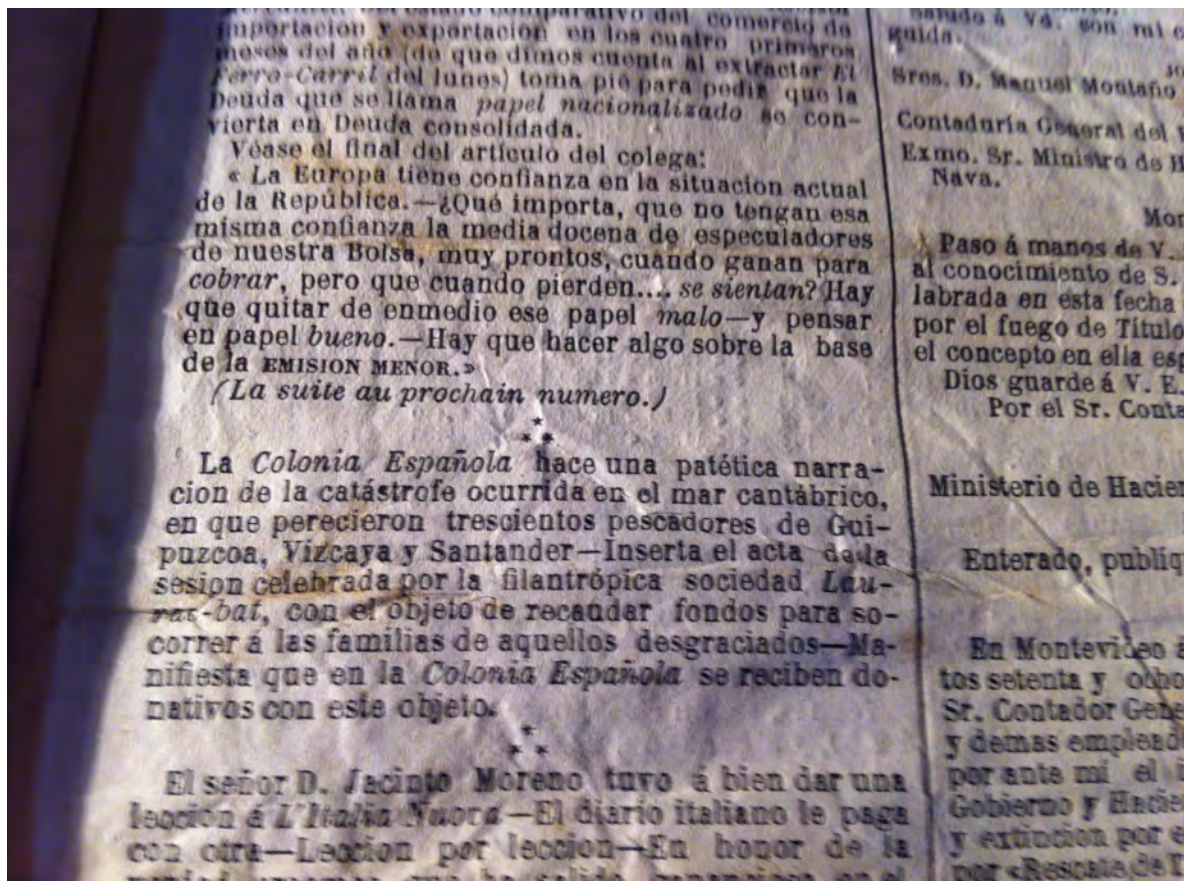 estado comparativo del comercio de
importacion y exportacion en los cuatro primeros
meses del año (de que dimos cuenta al extractar El
Ferro-Carril del lunes) toma pié para pedir que la
Deuda que se llama papel nacionalizado se con-
vierta en Deuda consolidada.
Véase el final del artículo del colega:
« La Europa tiene confianza en la situacion actual
de la República.—¿Qué importa, que no tengan esa
misma confianza la media docena de especuladores
de nuestra Bolsa, muy prontos, cuando ganan para
cobrar, pero que cuando pierden.... se sientan? Hay
que quitar de enmedio ese papel malo—y pensar
en papel bueno.—Hay que hacer algo sobre la base
de la EMISION MENOR.»
(La suite au prochain numero.)
La Colonia Española hace una patética narra-
cion de la catástrofe ocurrida en el mar cantábrico,
en que perecieron trescientos pescadores de Gui-
puzcoa, Vizcaya y Santander—Inserta el acta de la
sesion celebrada por la filantrópica sociedad Lau-
rac-bat, con el objeto de recaudar fondos para so-
correr á las familias de aquellos desgraciados—Ma-
nifiesta que en la Colonia Española se reciben do-
nativos con este objeto.
El señor D. Jacinto Moreno tuvo á bien dar una
leccion á L'Italia Nuova—El diario italiano le paga
con otra—Leccion por leccion—En honor de la
saludo á Vd. con mi
guida.
Sres. D. Manuel Montaño
Contaduría General del
Exmo. Sr. Ministro de
Nava.
Paso á manos de V.
al conocimiento de S.
labrada en esta fecha
por el fuego de Título
el concepto en ella
Dios guarde á V. E.
Por el Sr.
Ministerio de
Enterado,
En Montevideo á
tos setenta y ocho
Sr. Contador
y demas
por ante mi el
Gobierno y
y extincion por
por «Rescate de